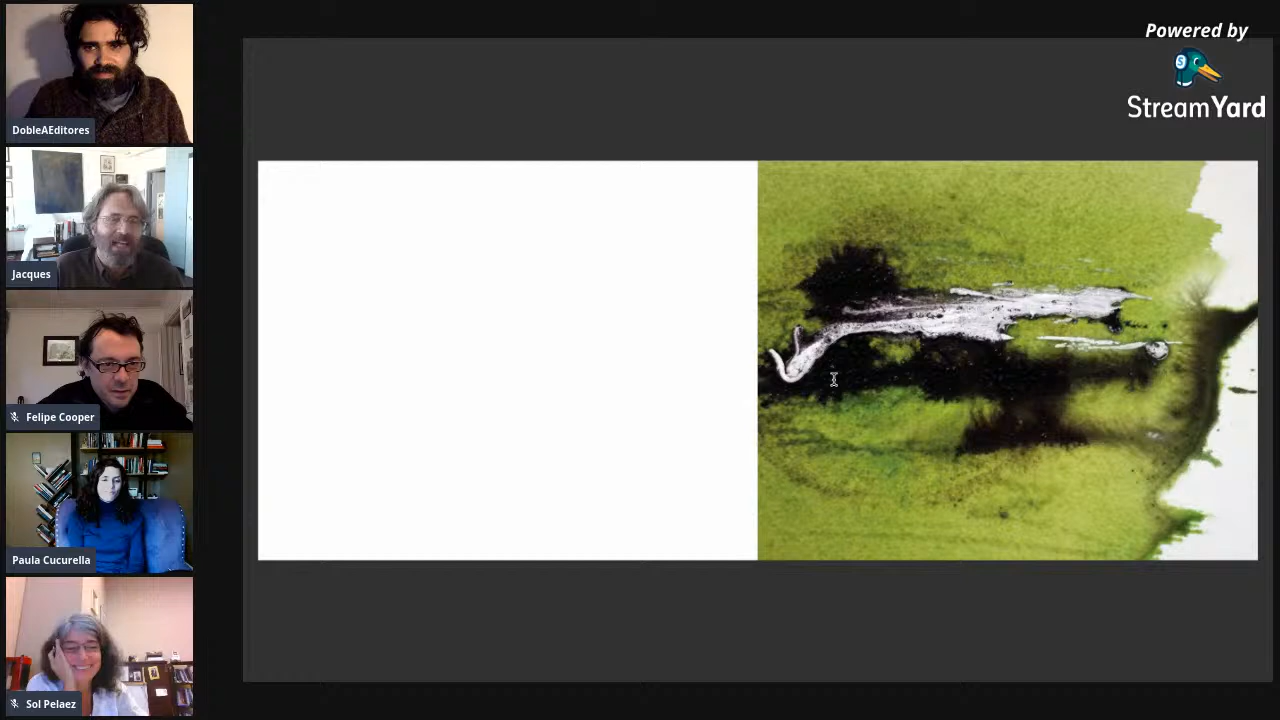 Powered by
StreamYard
DobleAEditores
Jacques
Felipe Cooper
Paula Cucurella
Sol Pelaez